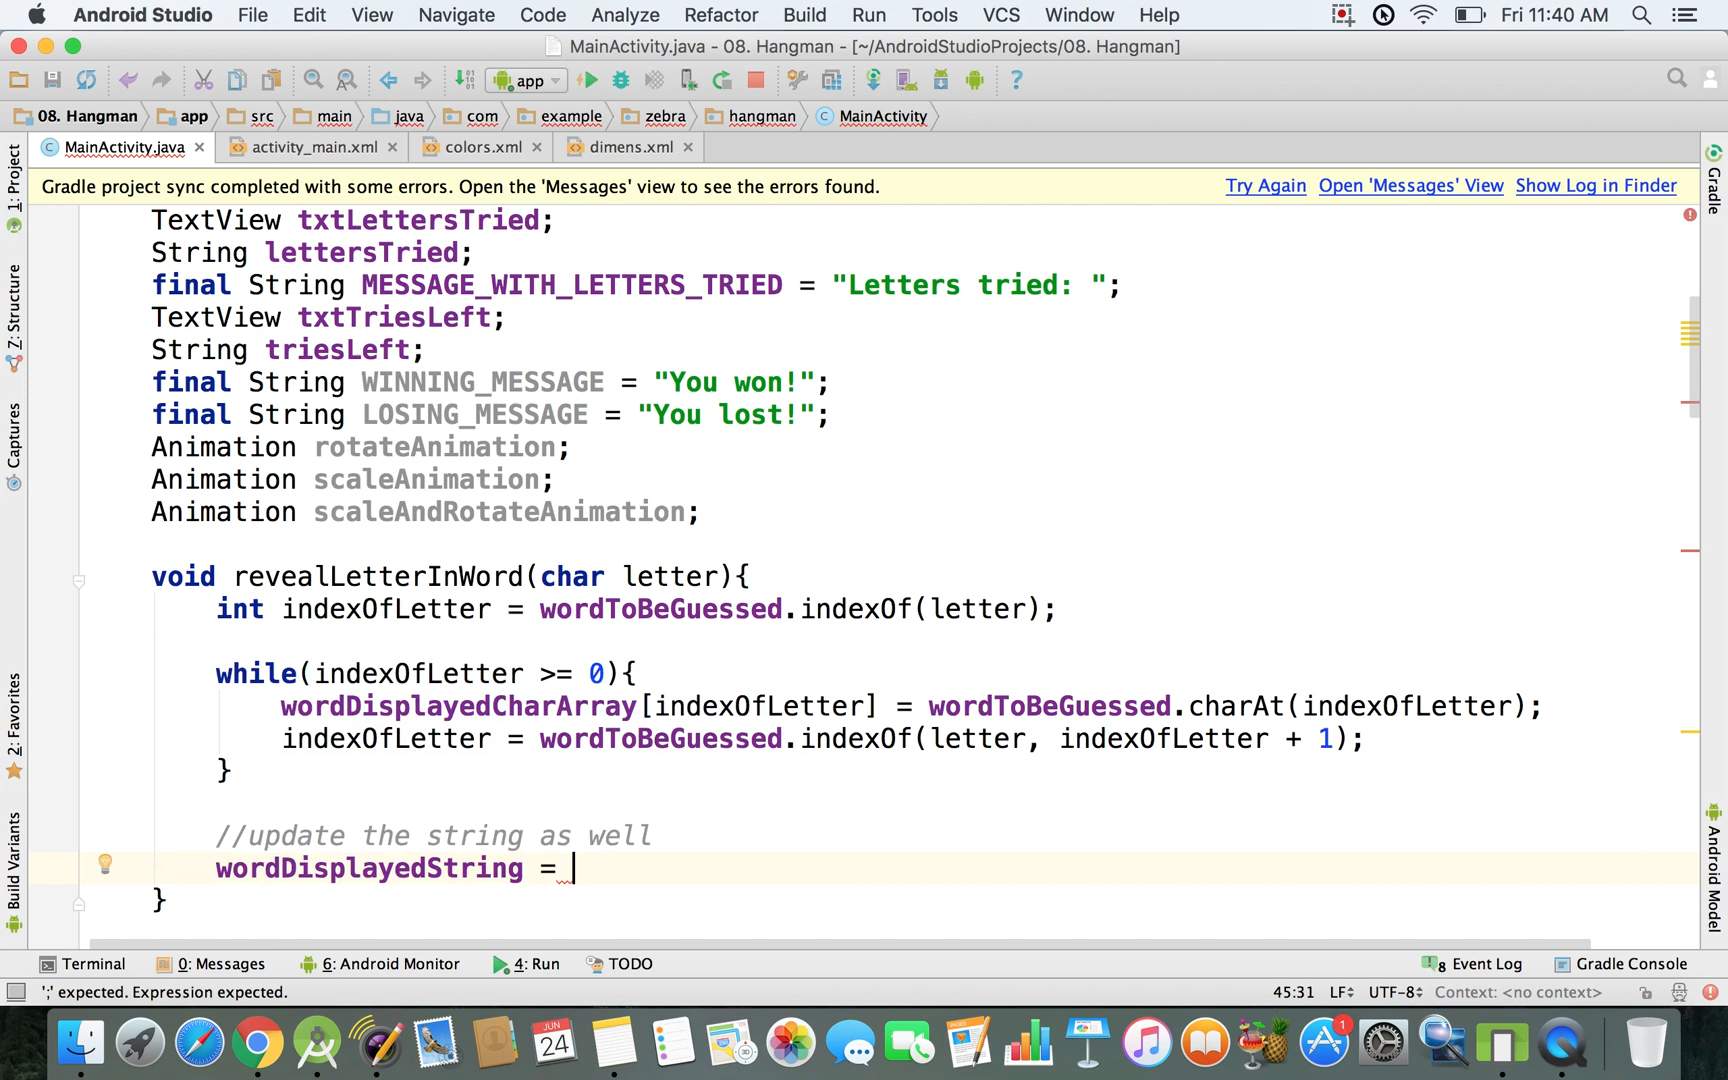 Android Studio File Edit View Navigate Code Analyze Refactor Build Run Tools VCS Window Help Fri 11:40 AM
MainActivity.java - 08. Hangman - [~/AndroidStudioProjects/08. Hangman]
app
08. Hangman app src main java com example zebra hangman MainActivity
MainActivity.java activity_main.xml colors.xml dimens.xml
Gradle project sync completed with some errors. Open the 'Messages' view to see the errors found. Try Again Open 'Messages' View Show Log in Finder
1: Project
7: Structure
Captures
2: Favorites
Build Variants
TextView txtLettersTried;
String lettersTried;
final String MESSAGE_WITH_LETTERS_TRIED = "Letters tried: ";
TextView txtTriesLeft;
String triesLeft;
final String WINNING_MESSAGE = "You won!";
final String LOSING_MESSAGE = "You lost!";
Animation rotateAnimation;
Animation scaleAnimation;
Animation scaleAndRotateAnimation;
void revealLetterInWord(char letter){
int indexOfLetter = wordToBeGuessed.indexOf(letter);
while(indexOfLetter >= 0){
wordDisplayedCharArray[indexOfLetter] = wordToBeGuessed.charAt(indexOfLetter);
indexOfLetter = wordToBeGuessed.indexOf(letter, indexOfLetter + 1);
}
//update the string as well
wordDisplayedString =
}
Gradle
Android Model
Terminal 0: Messages 6: Android Monitor 4: Run TODO 8 Event Log Gradle Console
';' expected. Expression expected. 45:31 LF UTF-8 Context: <no context>
JUN
24
1